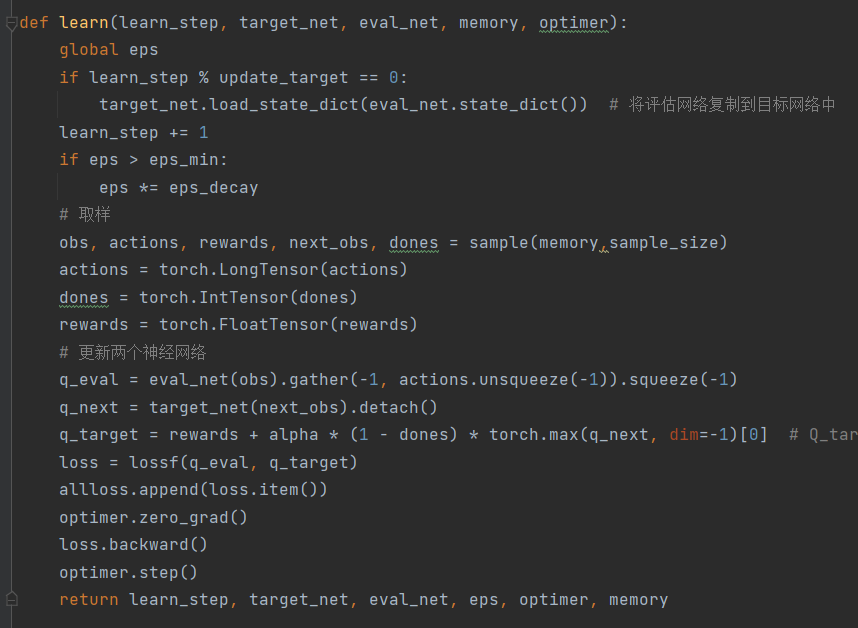 def learn(learn_step, target_net, eval_net, memory, optimer):
    global eps
    if learn_step % update_target == 0:
        target_net.load_state_dict(eval_net.state_dict())  # 将评估网络复制到目标网络中
    learn_step += 1
    if eps > eps_min:
        eps *= eps_decay
    # 取样
    obs, actions, rewards, next_obs, dones = sample(memory,sample_size)
    actions = torch.LongTensor(actions)
    dones = torch.IntTensor(dones)
    rewards = torch.FloatTensor(rewards)
    # 更新两个神经网络
    q_eval = eval_net(obs).gather(-1, actions.unsqueeze(-1)).squeeze(-1)
    q_next = target_net(next_obs).detach()
    q_target = rewards + alpha * (1 - dones) * torch.max(q_next, dim=-1)[0]  # Q_tar
    loss = lossf(q_eval, q_target)
    allloss.append(loss.item())
    optimer.zero_grad()
    loss.backward()
    optimer.step()
    return learn_step, target_net, eval_net, eps, optimer, memory